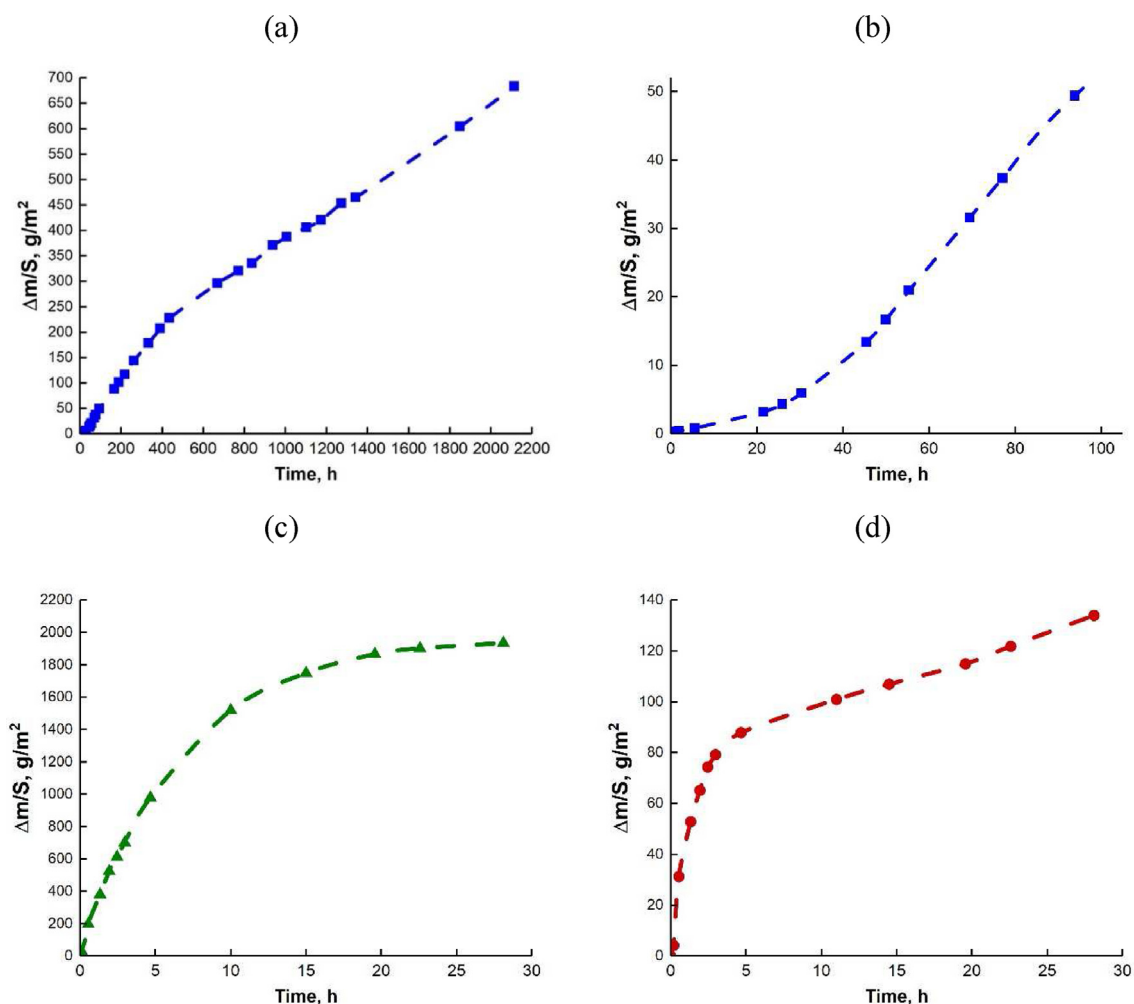 (a)
(b)
700
650
600
550
500
450
400
350
300
250
200
150
100
50
0
Δm/S, g/m²
0 200 400 600 800 1000 1200 1400 1600 1800 2000 2200
Time, h
50
40
30
20
10
0
Δm/S, g/m²
0 20 40 60 80 100
Time, h
(c)
(d)
2200
2000
1800
1600
1400
1200
1000
800
600
400
200
0
Δm/S, g/m²
0 5 10 15 20 25 30
Time, h
140
120
100
80
60
40
20
0
Δm/S, g/m²
0 5 10 15 20 25 30
Time, h